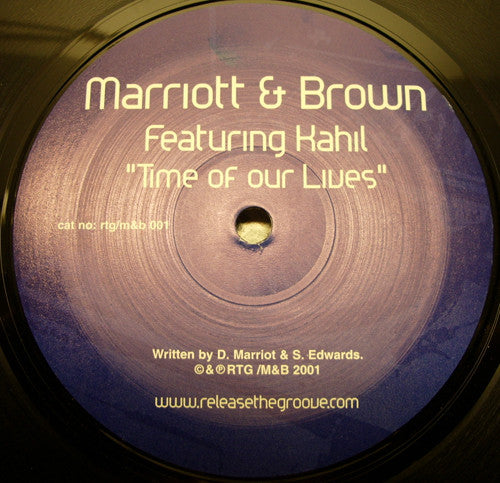 Marriott & Brown
Featuring Kahil
"Time of our Lives"
cat no: rtg/m&b 001
Written by D. Marriot & S. Edwards.
©&℗RTG /M&B 2001
www.releasethegroove.com